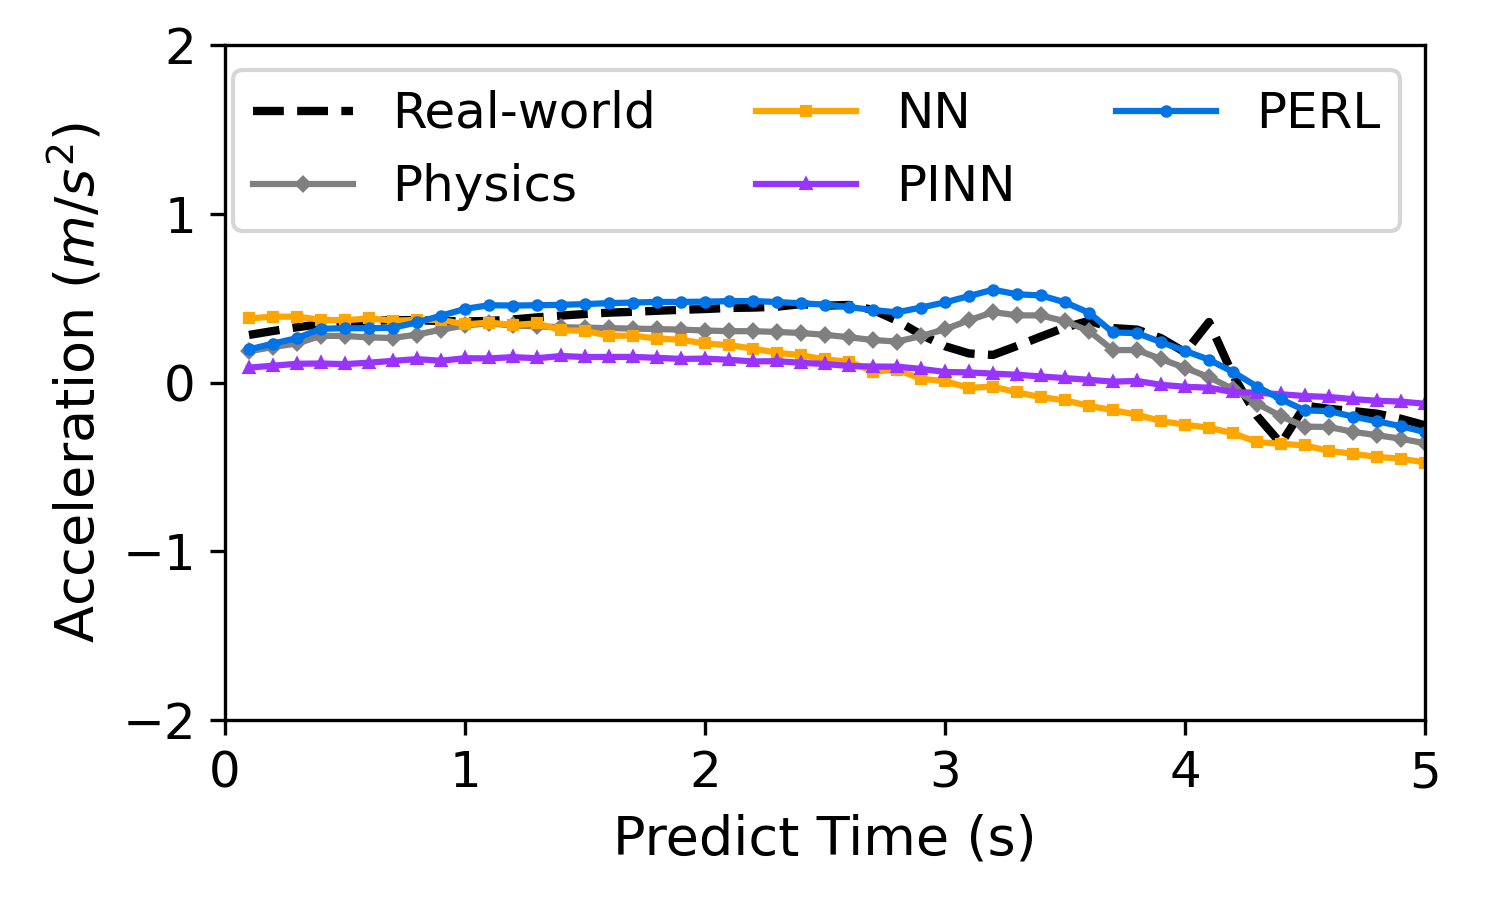 Acceleration (m/s²)
2
1
0
−1
−2
Real-world
Physics
NN
PINN
PERL
0 1 2 3 4 5
Predict Time (s)